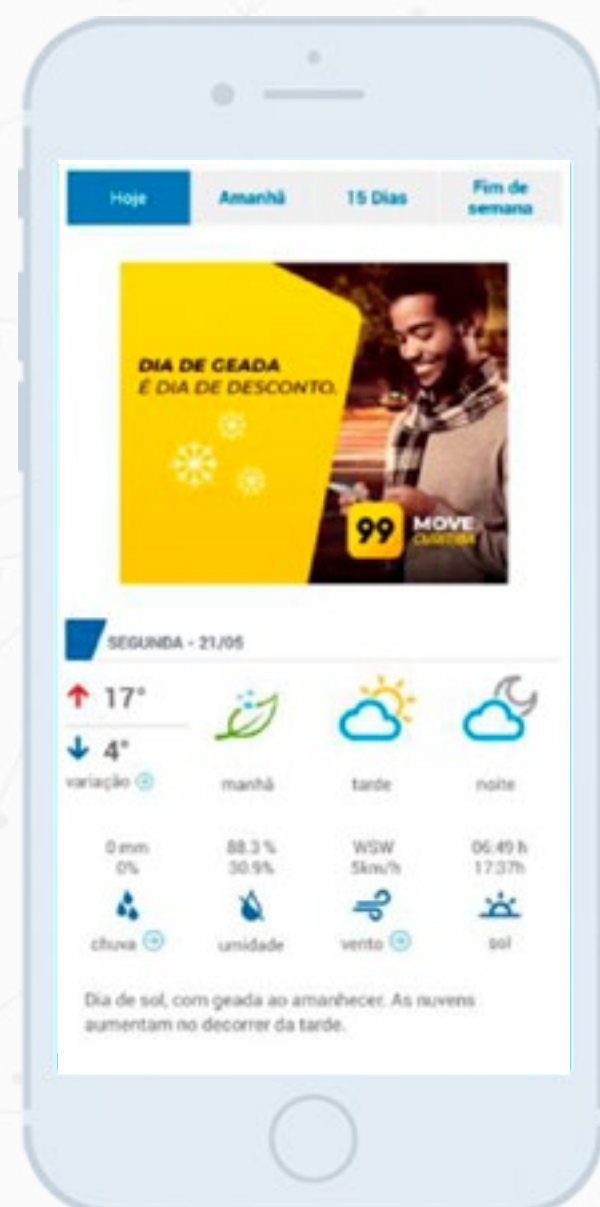 Hoje
Amanhã
15 Dias
Fim de
semana
DIA DE GEADA
É DIA DE DESCONTO.
99
MOVE
CURITIBA
SEGUNDA - 21/05
17°
4°
variação
manhã
tarde
noite
0 mm
0%
88.3 %
30.9%
WSW
5km/h
06:49 h
17:37h
chuva
umidade
vento
sol
Dia de sol, com geada ao amanhecer. As nuvens
aumentam no decorrer da tarde.